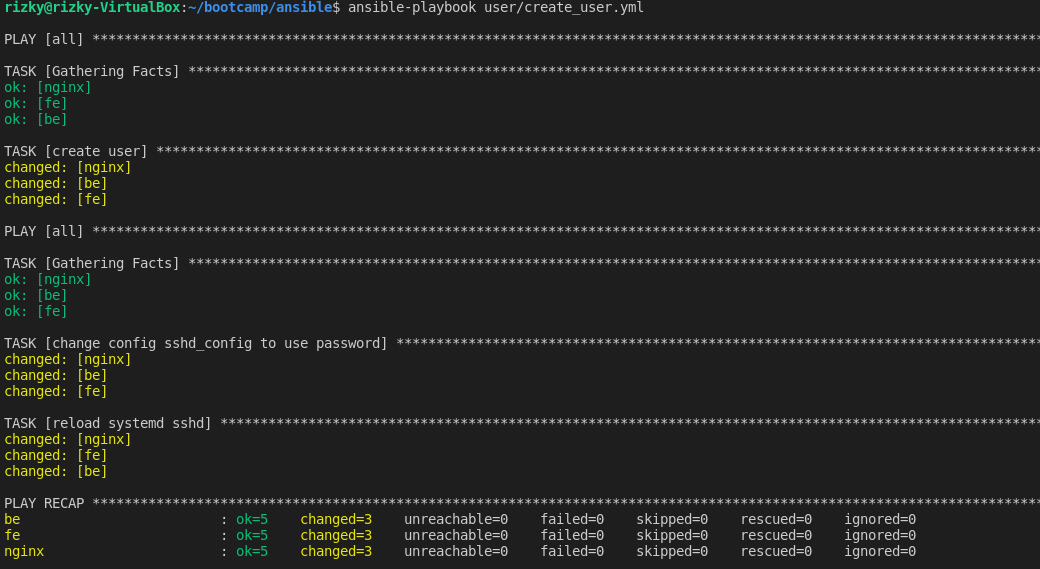 rizky@rizky-VirtualBox:~/bootcamp/ansible$ ansible-playbook user/create_user.yml
PLAY [all] ***********************************************************************************************************************
TASK [Gathering Facts] ***********************************************************************************************************
ok: [nginx]
ok: [fe]
ok: [be]
TASK [create user] ***************************************************************************************************************
changed: [nginx]
changed: [be]
changed: [fe]
PLAY [all] ***********************************************************************************************************************
TASK [Gathering Facts] ***********************************************************************************************************
ok: [nginx]
ok: [be]
ok: [fe]
TASK [change config sshd_config to use password] *********************************************************************************
changed: [nginx]
changed: [be]
changed: [fe]
TASK [reload systemd sshd] *******************************************************************************************************
changed: [nginx]
changed: [fe]
changed: [be]
PLAY RECAP ***********************************************************************************************************************
be                         : ok=5    changed=3    unreachable=0    failed=0    skipped=0    rescued=0    ignored=0
fe                         : ok=5    changed=3    unreachable=0    failed=0    skipped=0    rescued=0    ignored=0
nginx                      : ok=5    changed=3    unreachable=0    failed=0    skipped=0    rescued=0    ignored=0